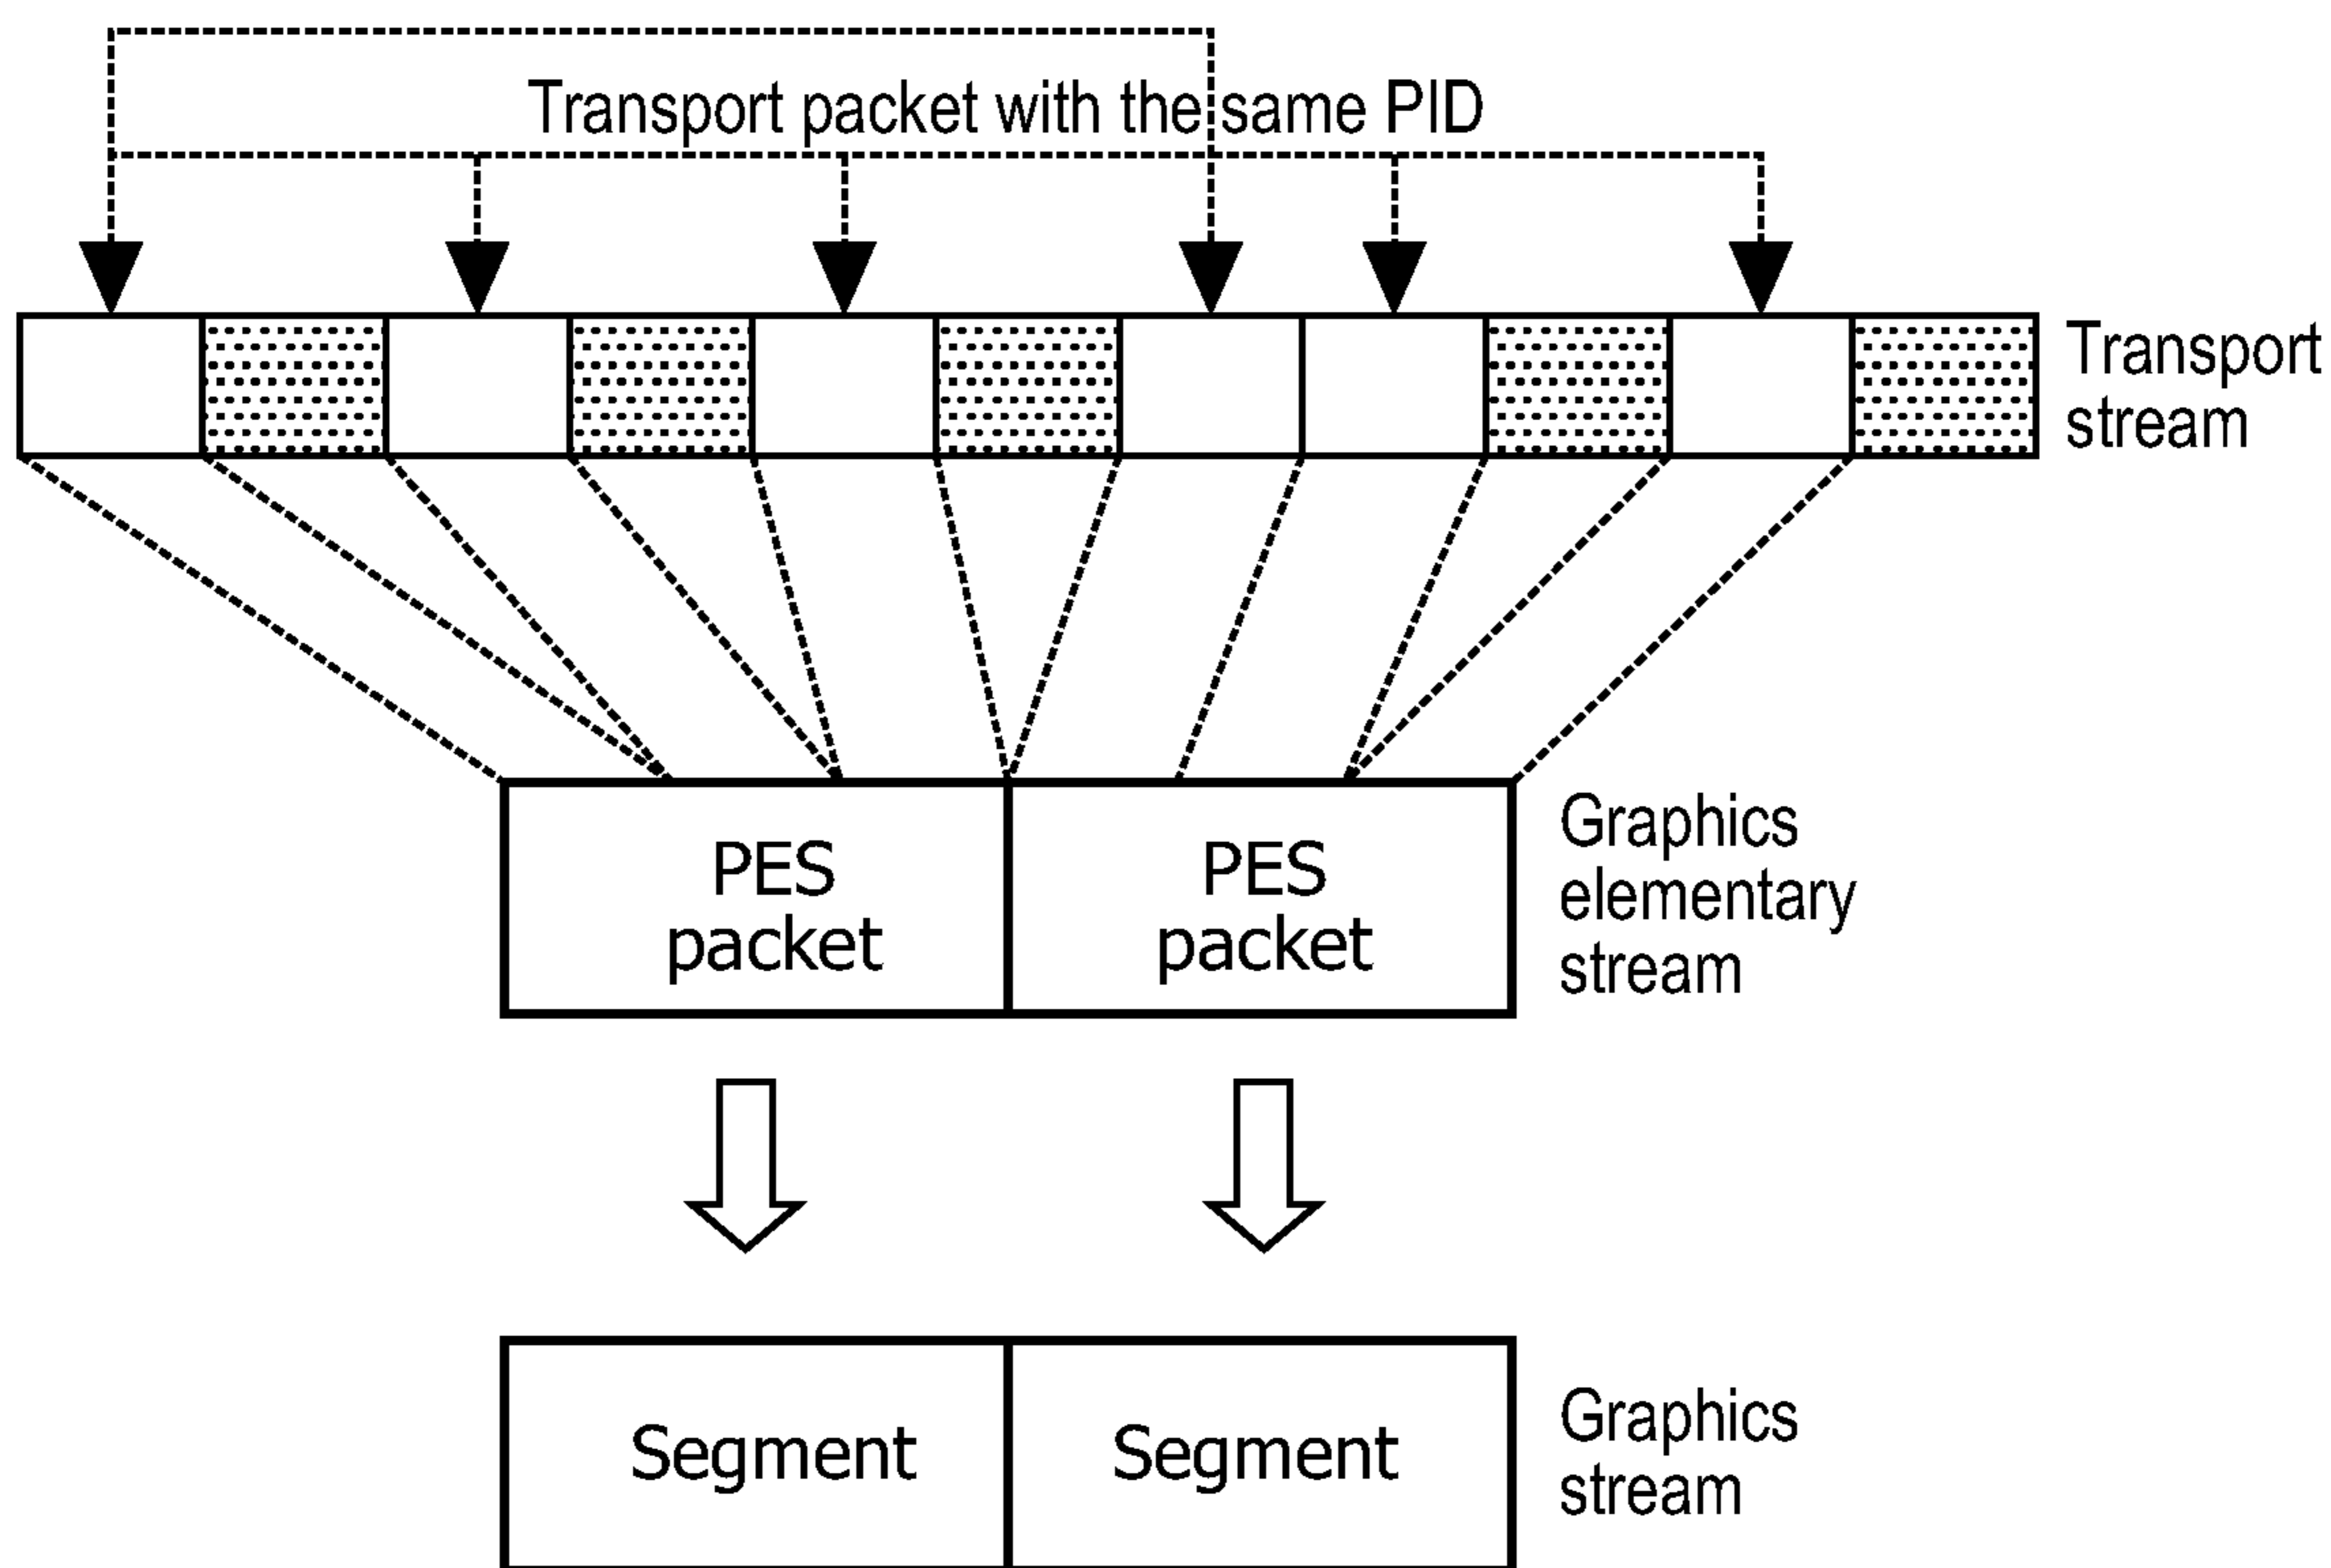 Transport packet with the same PID
Transport
stream
PES
packet
PES
packet
Graphics
elementary
stream
Segment
Segment
Graphics
stream